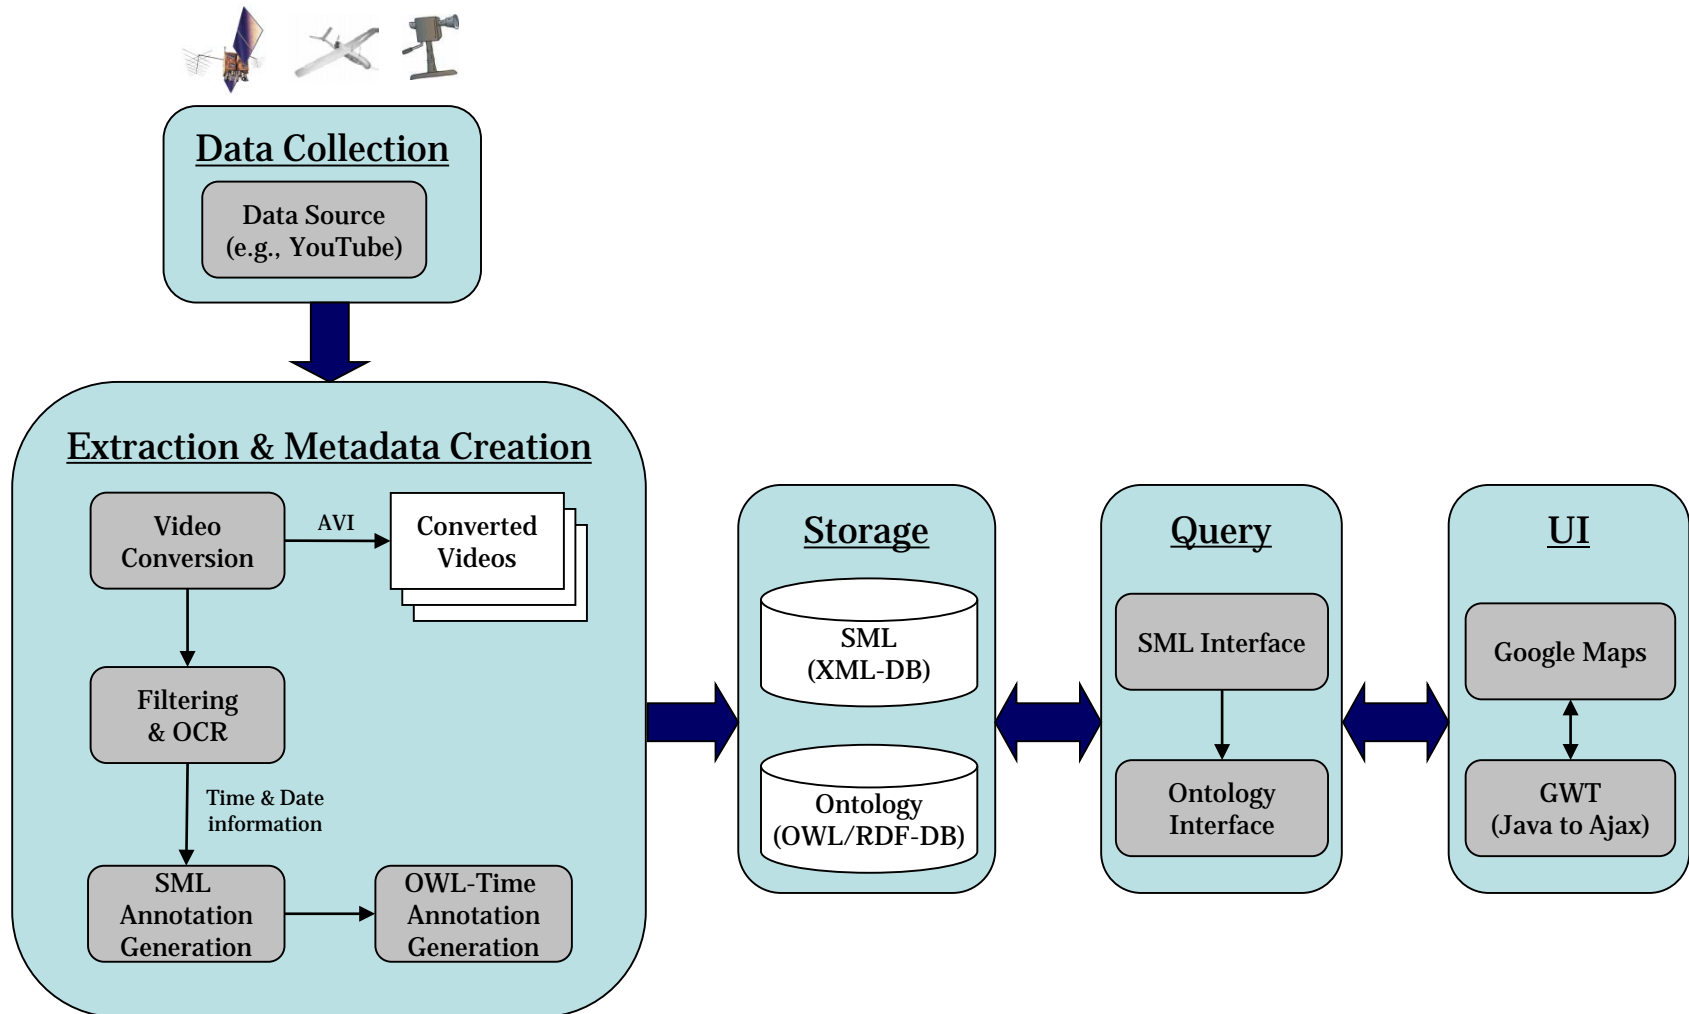 Data Collection
Data Source
(e.g., YouTube)
Extraction & Metadata Creation
Video
Conversion
AVI
Converted
Videos
Filtering
& OCR
Time & Date
information
SML
Annotation
Generation
OWL-Time
Annotation
Generation
Storage
SML
(XML-DB)
Ontology
(OWL/RDF-DB)
Query
SML Interface
Ontology
Interface
UI
Google Maps
GWT
(Java to Ajax)